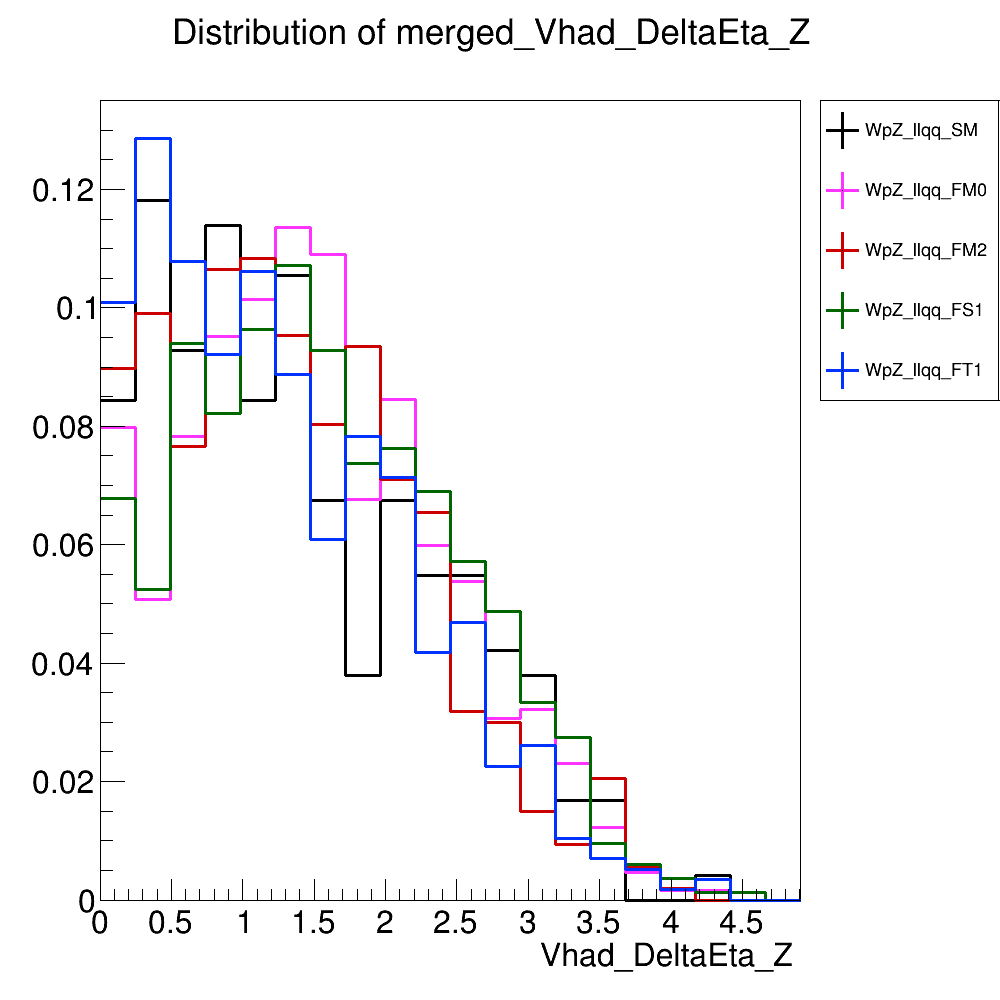 Distribution of merged_Vhad_DeltaEta_Z
WpZ_llqq_SM
WpZ_llqq_FM0
WpZ_llqq_FM2
WpZ_llqq_FS1
WpZ_llqq_FT1
0.12
0.1
0.08
0.06
0.04
0.02
0
0 0.5 1 1.5 2 2.5 3 3.5 4 4.5
Vhad_DeltaEta_Z